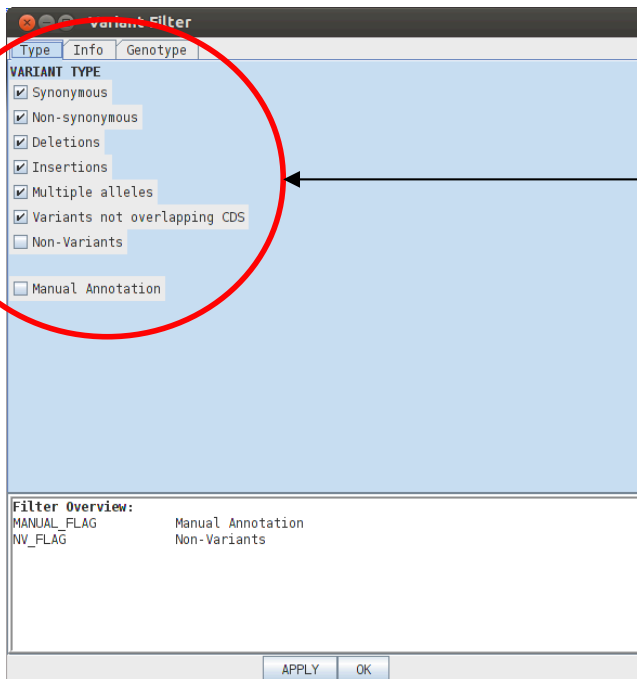 Variant Filter
Type Info Genotype
VARIANT TYPE
Synonymous
Non-synonymous
Deletions
Insertions
Multiple alleles
Variants not overlapping CDS
Non-Variants
Manual Annotation
Filter Overview:
MANUAL_FLAG Manual Annotation
NV_FLAG Non-Variants
APPLY OK